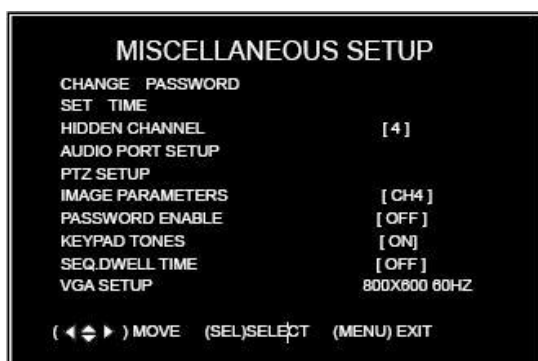 MISCELLANEOUS SETUP
CHANGE PASSWORD
SET TIME
HIDDEN CHANNEL [ 4 ]
AUDIO PORT SETUP
PTZ SETUP
IMAGE PARAMETERS [ CH4 ]
PASSWORD ENABLE [ OFF ]
KEYPAD TONES [ ON]
SEQ.DWELL TIME [ OFF ]
VGA SETUP 800X600 60HZ
( ◀ ⬘ ▶ ) MOVE (SEL)SELECT (MENU) EXIT